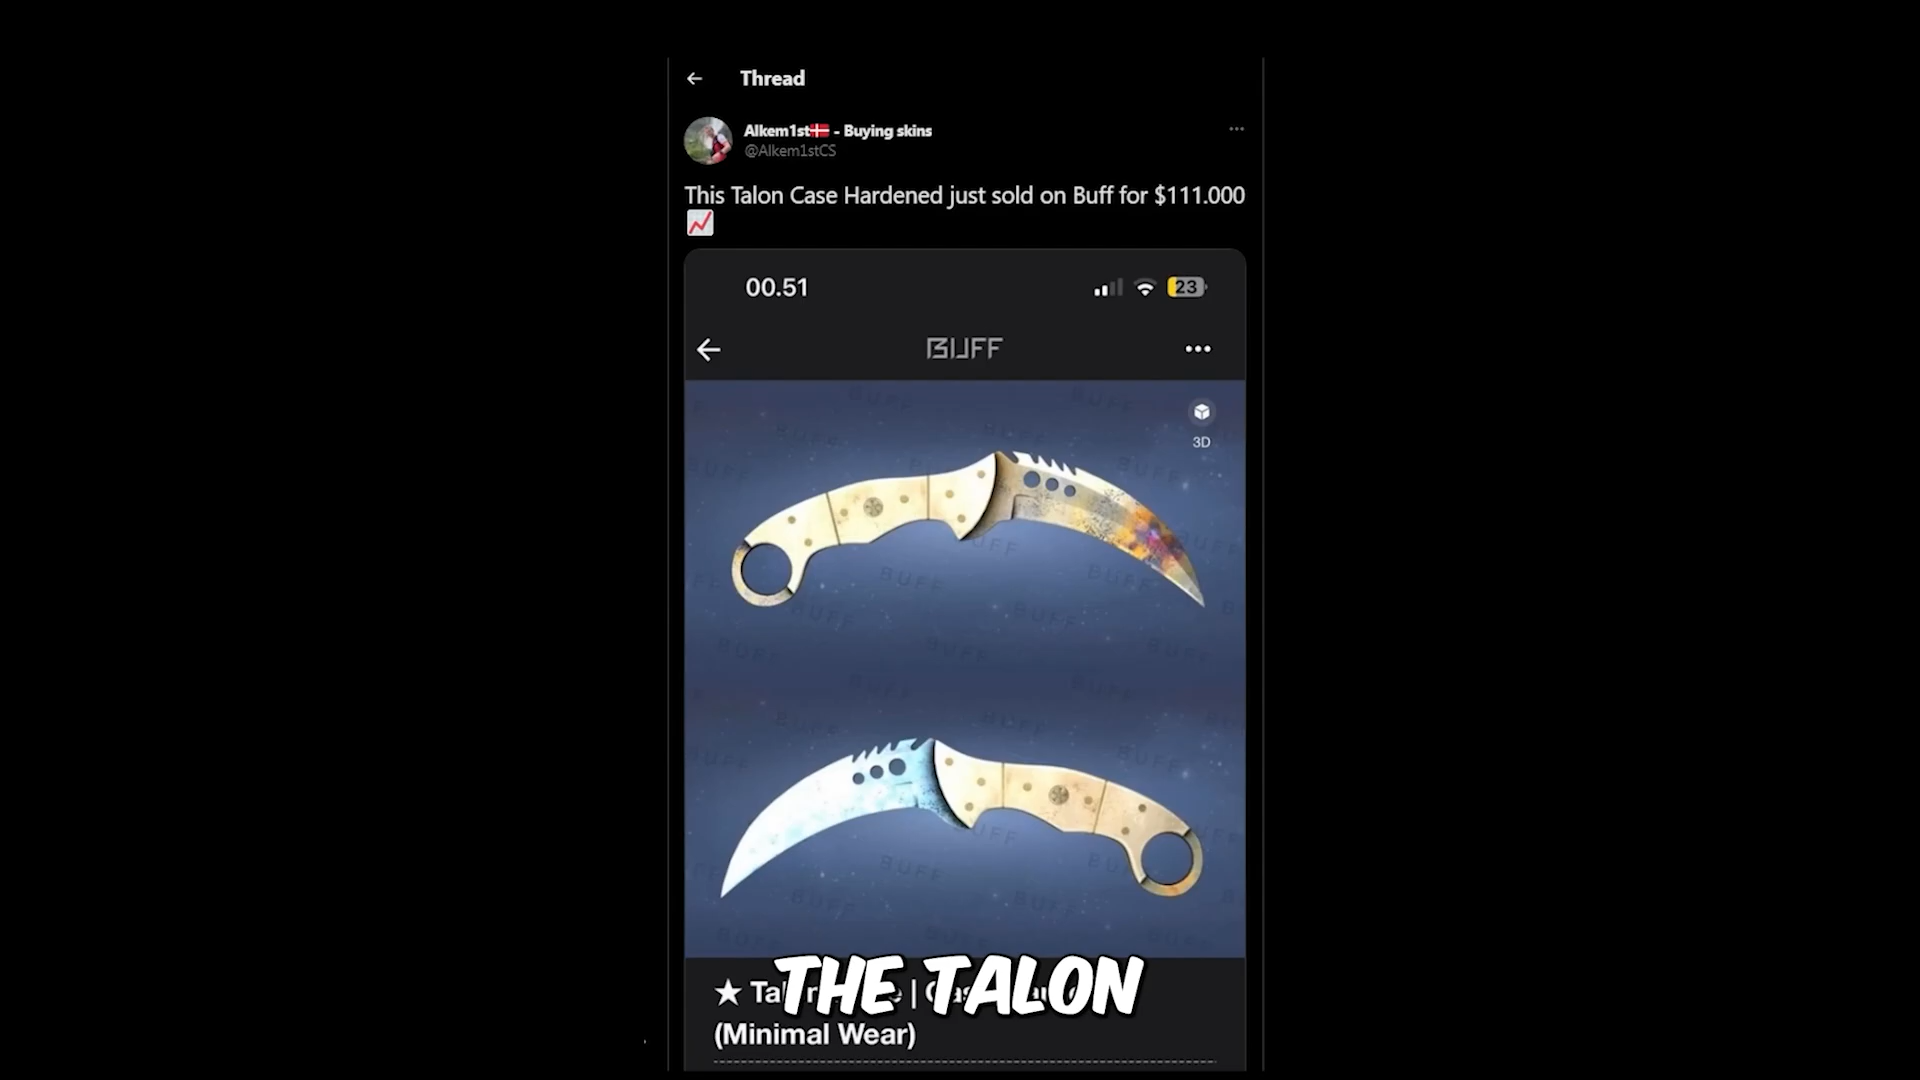 Thread
Alkem1st🇩🇰 - Buying skins
@Alkem1stCS
This Talon Case Hardened just sold on Buff for $111.000
00.51
23
BUFF
3D
THE TALON
★ Ta
(Minimal Wear)